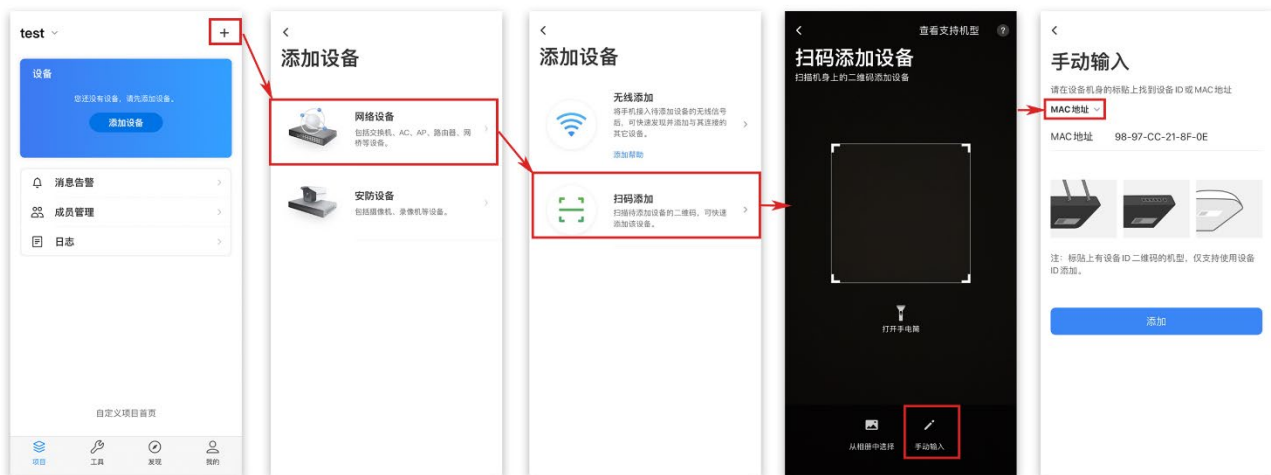 test
+
设备
您还没有设备，请先添加设备。
添加设备
消息告警
成员管理
日志
自定义项目首页
项目
工具
发现
我的
添加设备
网络设备
包括交换机、AC、AP、路由器、网
桥等设备。
安防设备
包括摄像机、录像机等设备。
添加设备
无线添加
将手机接入待添加设备的无线信号
后，可快速发现并添加与其连接的
其它设备。
添加帮助
扫码添加
扫描待添加设备的二维码，可快速
添加该设备。
查看支持机型 ?
扫码添加设备
扫描机身上的二维码添加设备
打开手电筒
从相册中选择
手动输入
手动输入
请在设备机身的标贴上找到设备ID或MAC地址
MAC地址
MAC地址 98-97-CC-21-8F-0E
注：标贴上有设备ID二维码的机型，仅支持使用设备
ID添加。
添加